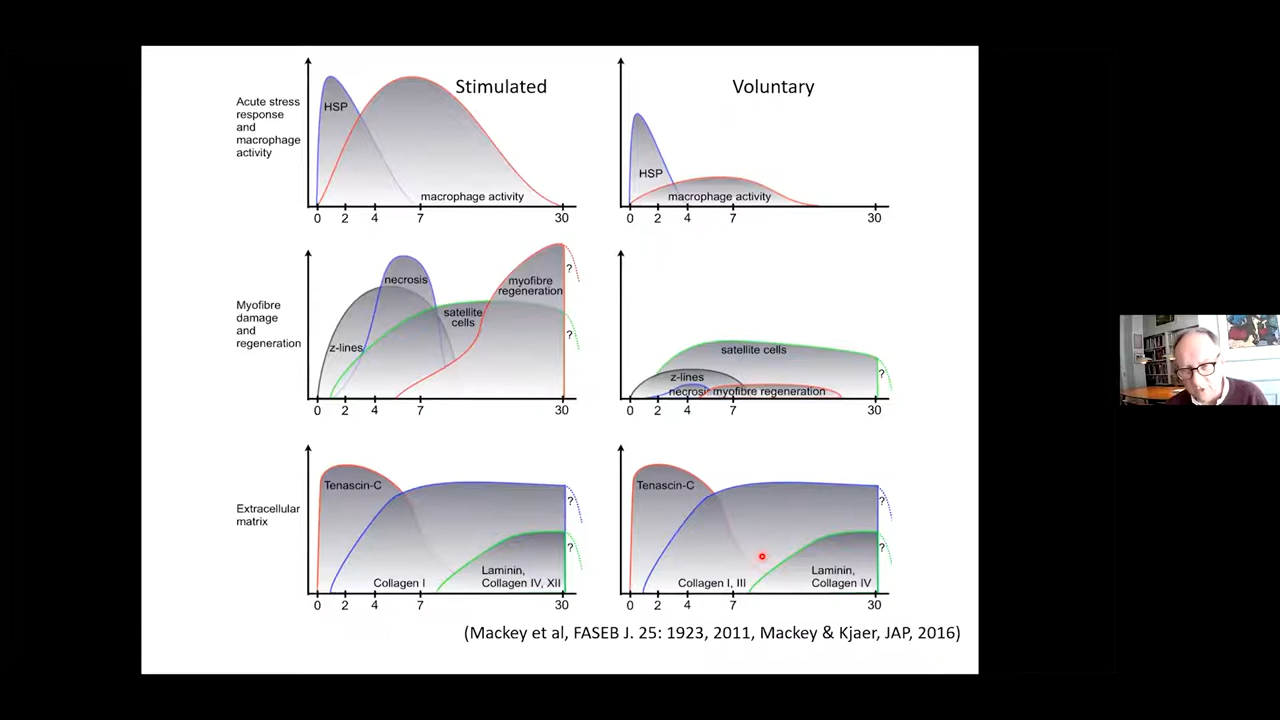 Stimulated
Voluntary
Acute stress
response
and
macrophage
activity
HSP
macrophage activity
0 2 4 7 30
HSP
macrophage activity
0 2 4 7 30
Myofibre
damage
and
regeneration
necrosis
myofibre
regeneration
?
satellite
cells
z-lines
?
0 2 4 7 30
satellite cells
z-lines
?
necrosis myofibre regeneration
0 2 4 7 30
Extracellular
matrix
Tenascin-C
?
?
Laminin,
Collagen I
Collagen IV, XII
0 2 4 7 30
Tenascin-C
?
?
Laminin,
Collagen I, III
Collagen IV
0 2 4 7 30
(Mackey et al, FASEB J. 25: 1923, 2011, Mackey & Kjaer, JAP, 2016)